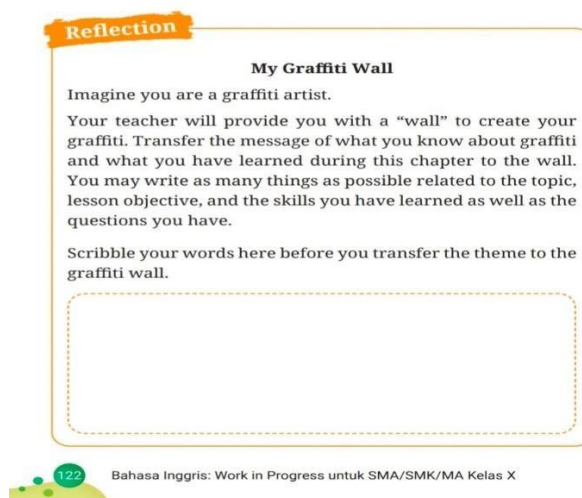 Reflection
My Graffiti Wall
Imagine you are a graffiti artist.
Your teacher will provide you with a “wall” to create your
graffiti. Transfer the message of what you know about graffiti
and what you have learned during this chapter to the wall.
You may write as many things as possible related to the topic,
lesson objective, and the skills you have learned as well as the
questions you have.
Scribble your words here before you transfer the theme to the
graffiti wall.
122 Bahasa Inggris: Work in Progress untuk SMA/SMK/MA Kelas X